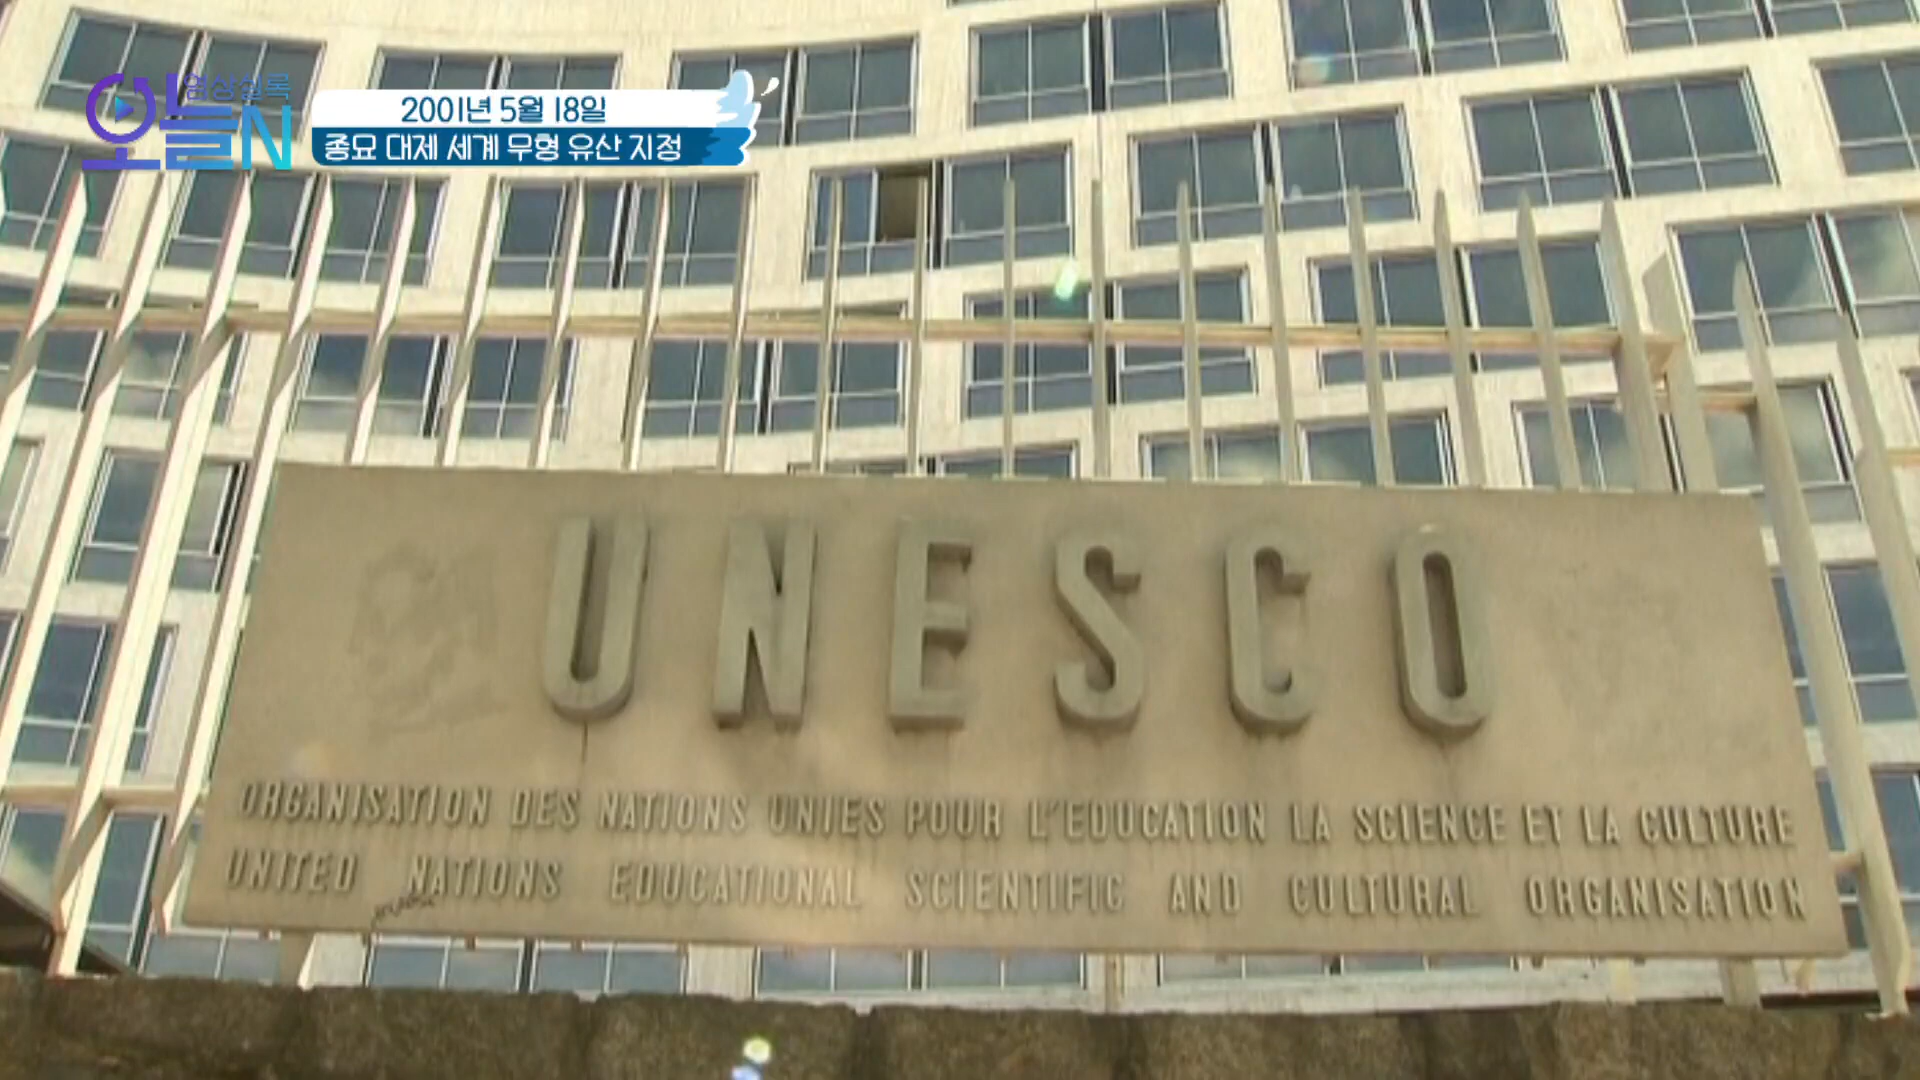 영상실록
오늘N
2001년 5월 18일
종묘 대제 세계 무형 유산 지정
UNESCO
ORGANISATION DES NATIONS UNIES POUR L'EDUCATION LA SCIENCE ET LA CULTURE
UNITED NATIONS EDUCATIONAL SCIENTIFIC AND CULTURAL ORGANISATION